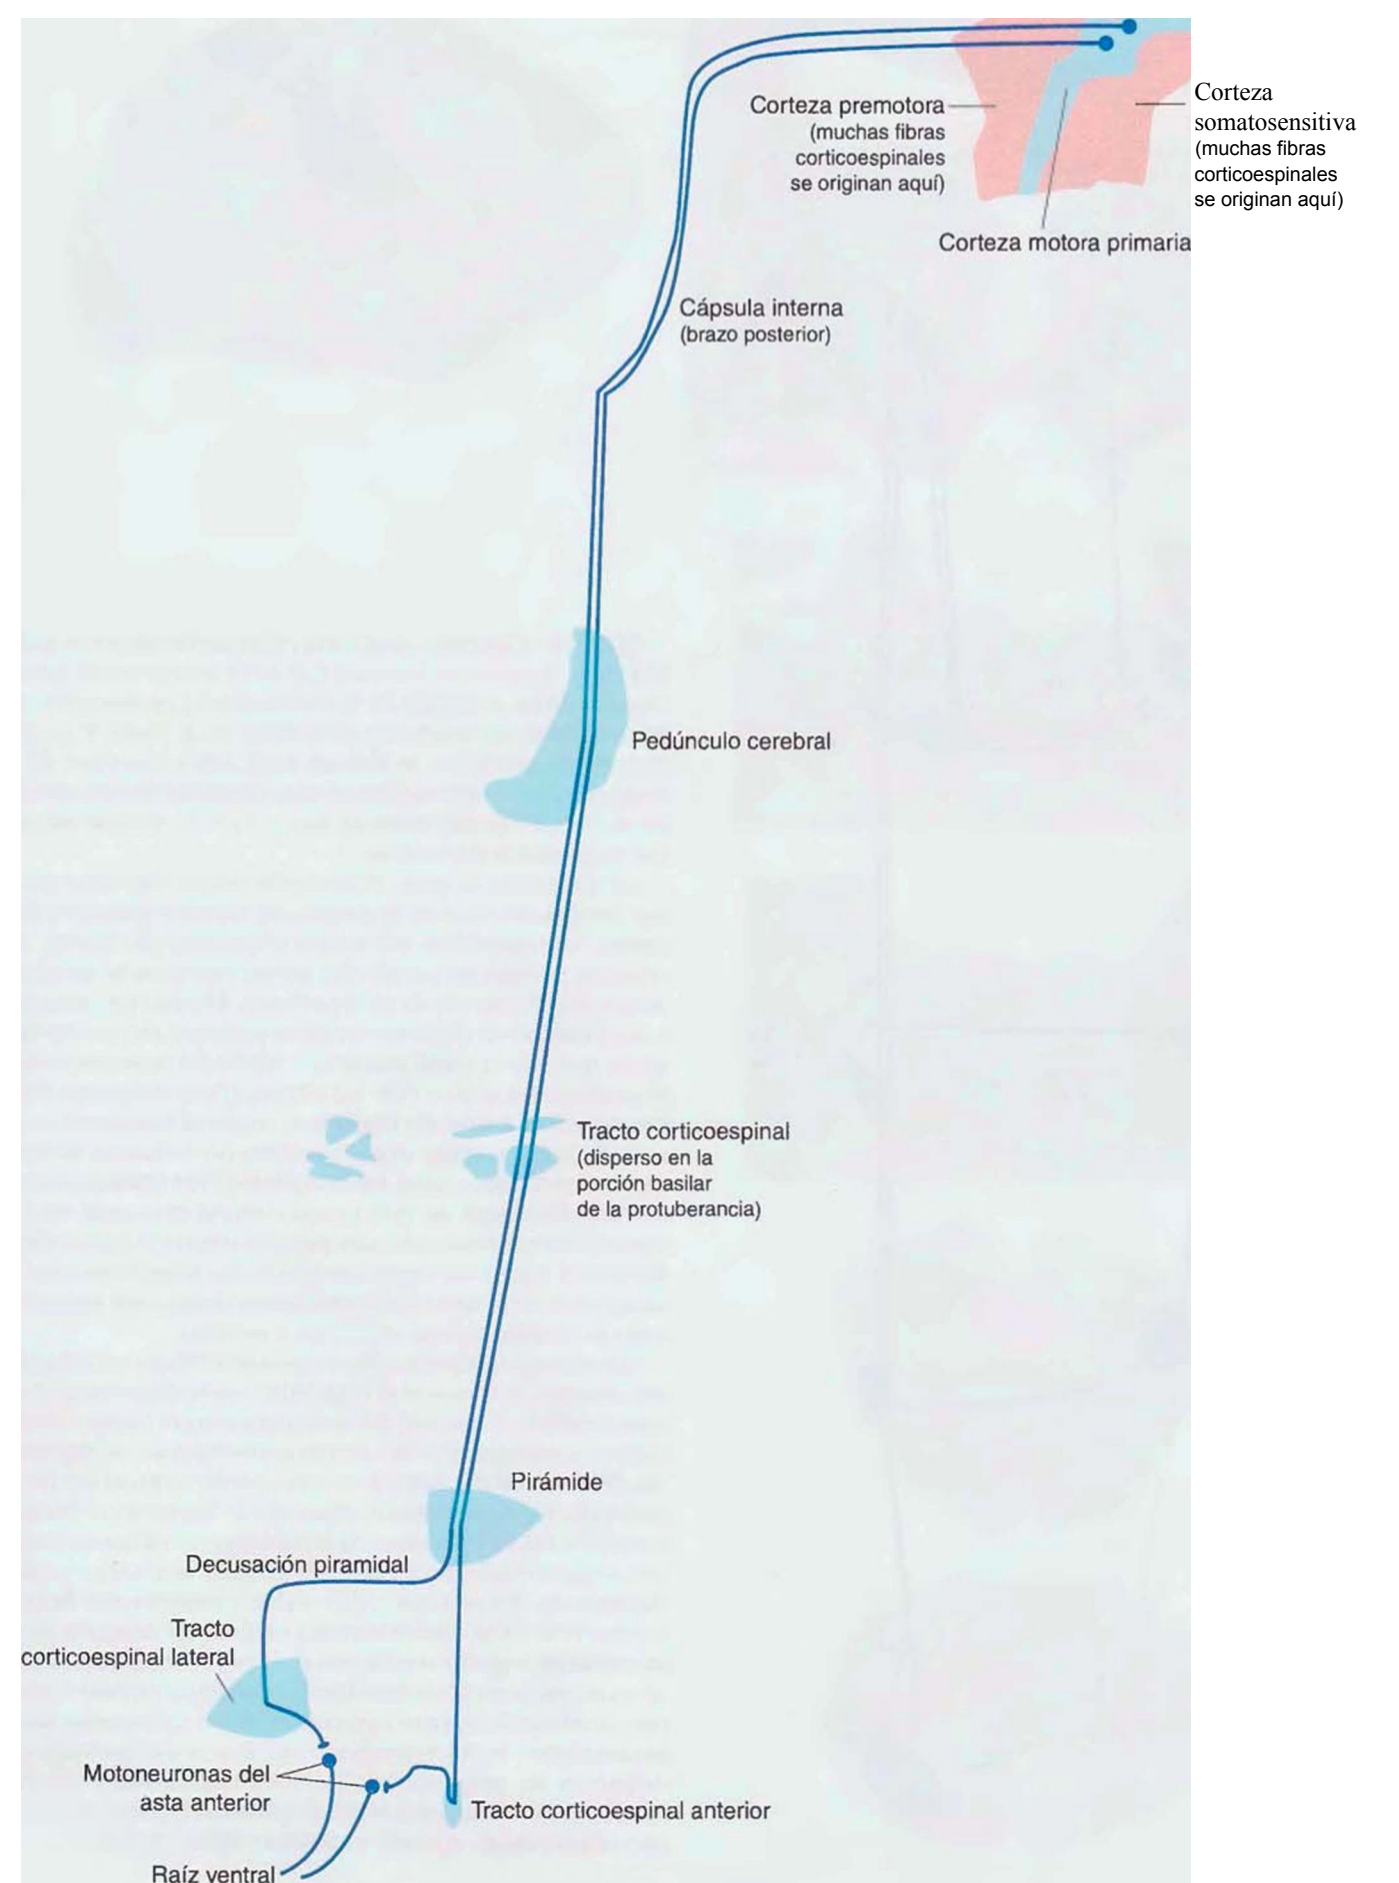 Corteza premotora
(muchas fibras
corticoespinales
se originan aquí)
Corteza
somatosensitiva
(muchas fibras
corticoespinales
se originan aquí)
Corteza motora primaria
Cápsula interna
(brazo posterior)
Pedúnculo cerebral
Tracto corticoespinal
(disperso en la
porción basilar
de la protuberancia)
Pirámide
Decusación piramidal
Tracto
corticoespinal lateral
Motoneuronas del
asta anterior
Tracto corticoespinal anterior
Raíz ventral